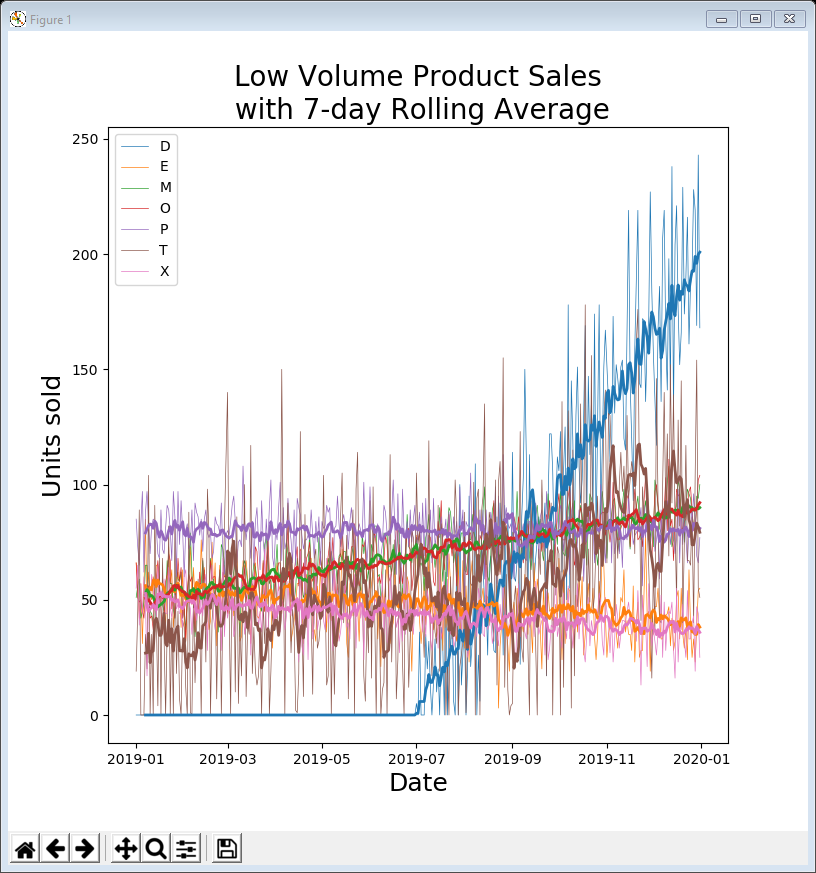 Figure 1
Low Volume Product Sales
with 7-day Rolling Average
250
200
150
100
50
0
Units sold
D
E
M
O
P
T
X
2019-01 2019-03 2019-05 2019-07 2019-09 2019-11 2020-01
Date